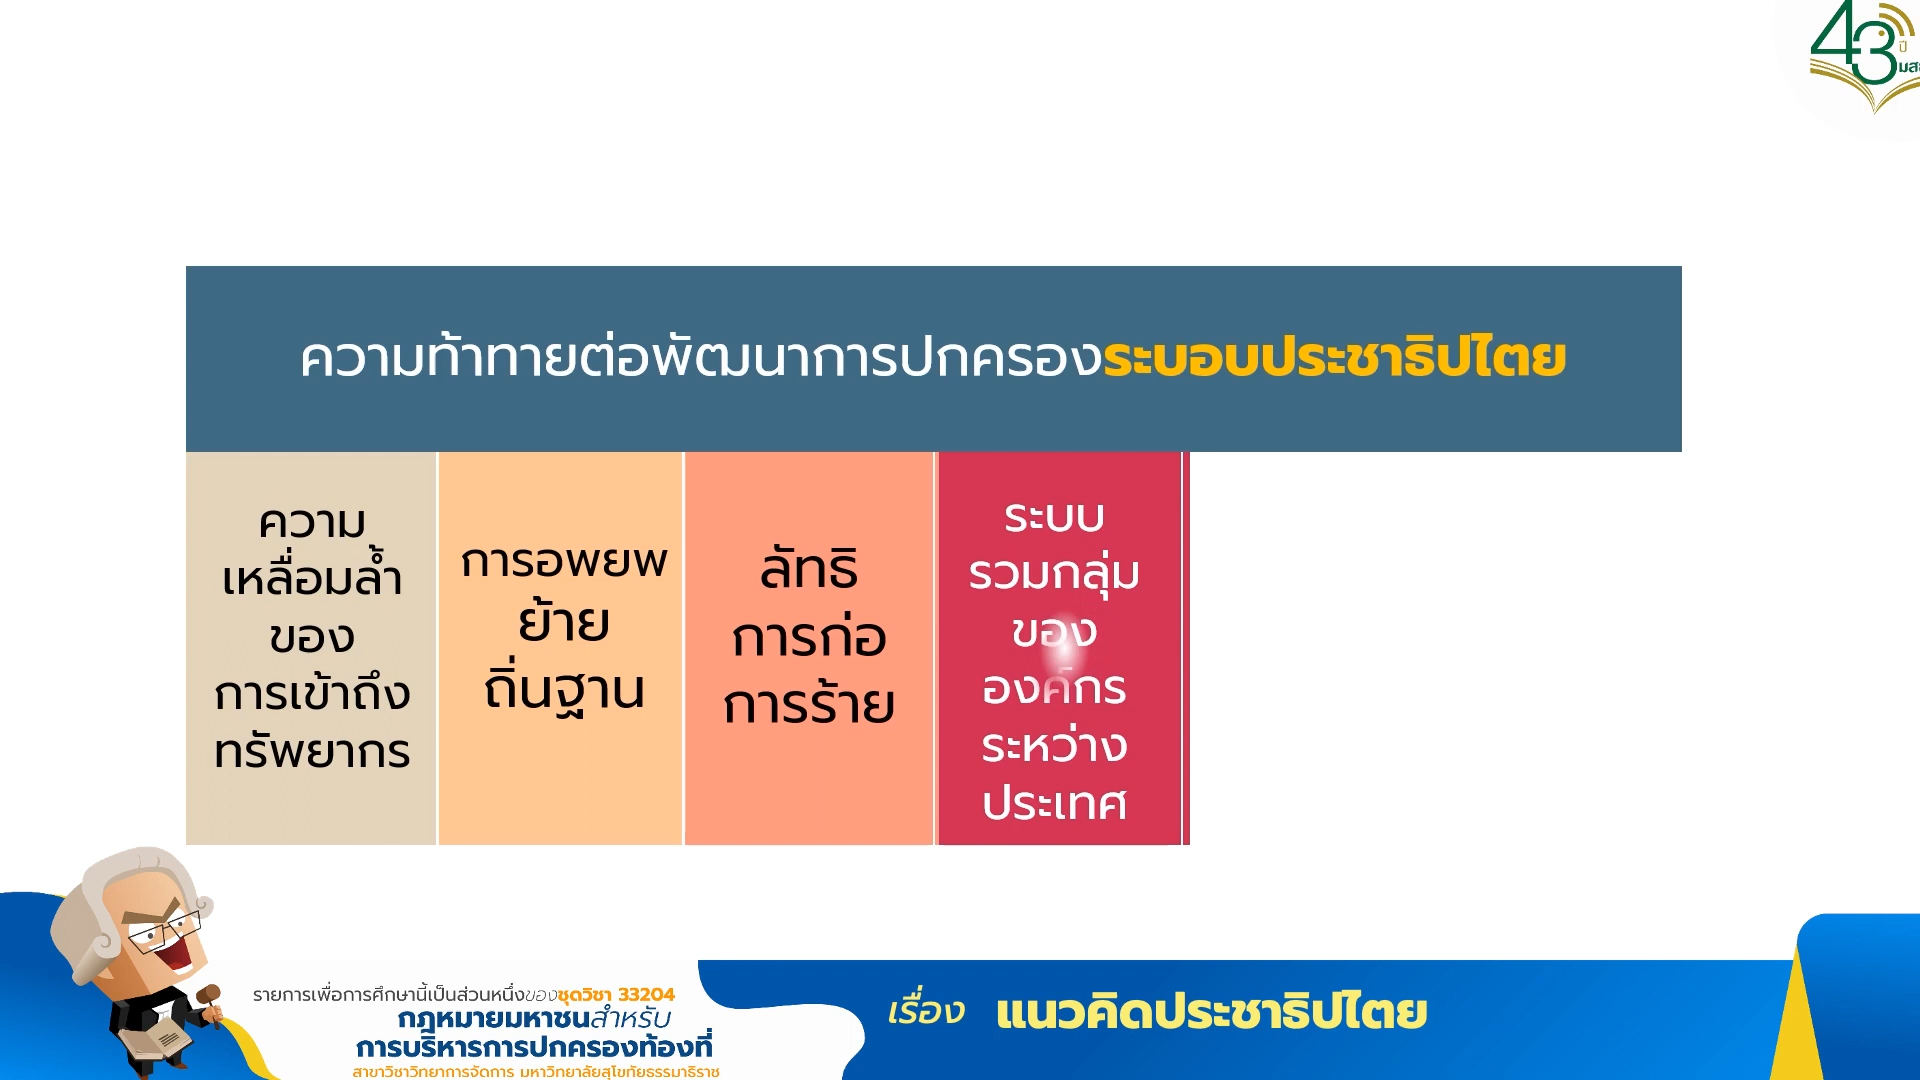 43
ปี
ความท้าทายต่อพัฒนาการปกครองระบอบประชาธิปไตย
ความ
เหลื่อมล้ำ
ของ
การเข้าถึง
ทรัพยากร
การอพยพ
ย้าย
ถิ่นฐาน
ลัทธิ
การก่อ
การร้าย
ระบบ
รวมกลุ่ม
ของ
องค์กร
ระหว่าง
ประเทศ
รายการเพื่อการศึกษานี้เป็นส่วนหนึ่งของชุดวิชา 33204
กฎหมายมหาชนสำหรับ
การบริหารการปกครองท้องที่
สาขาวิชาวิทยาการจัดการ มหาวิทยาลัยสุโขทัยธรรมาธิราช
เรื่อง แนวคิดประชาธิปไตย